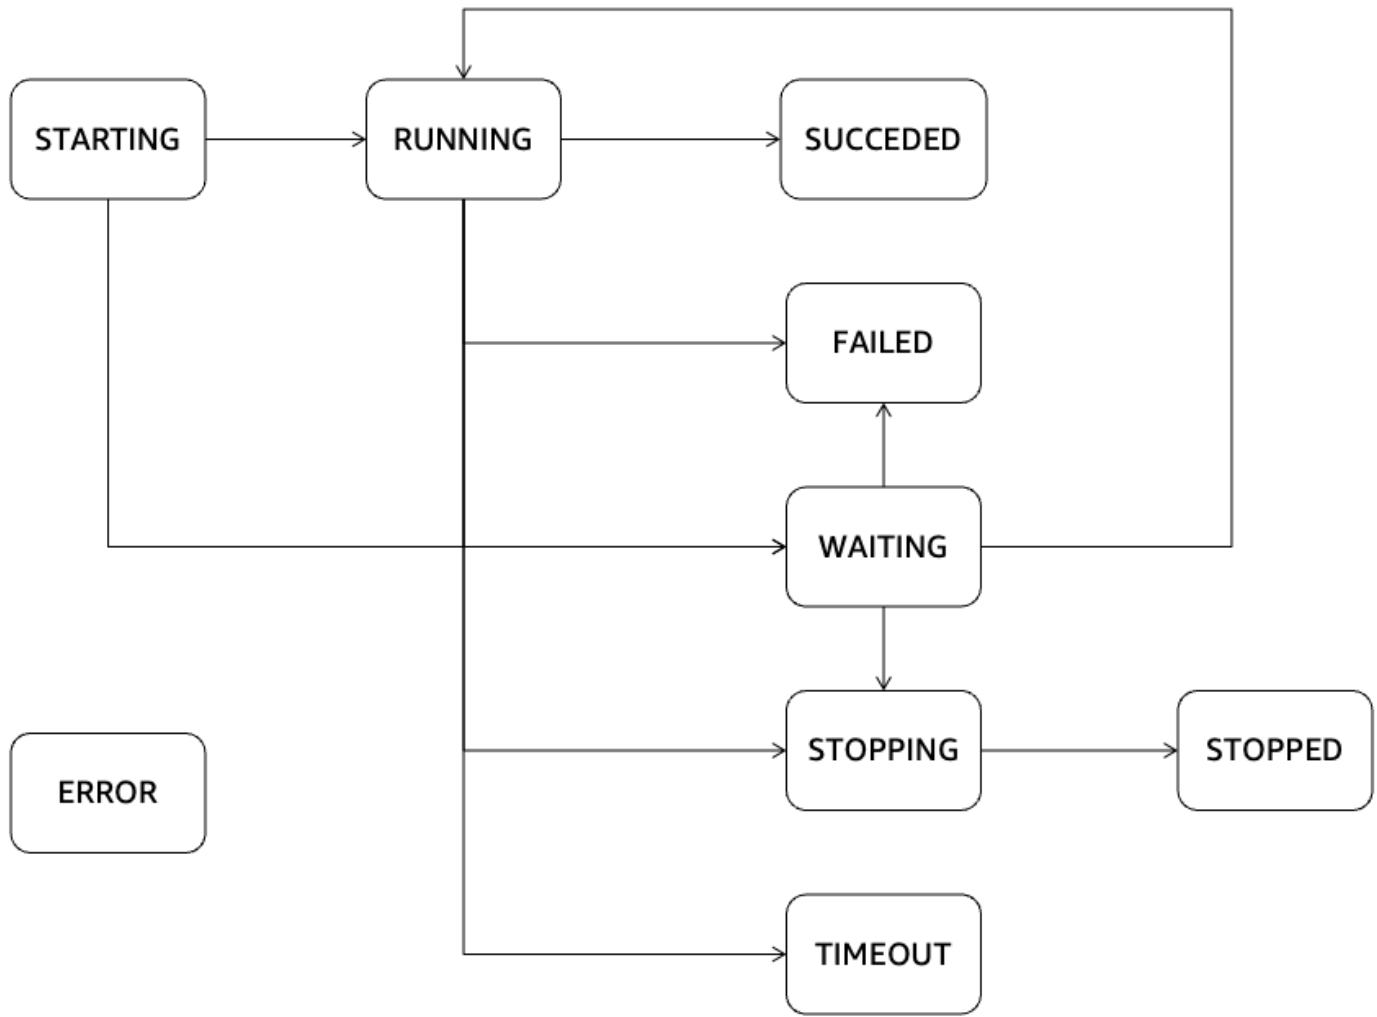 STARTING
RUNNING
SUCCEDED
FAILED
WAITING
STOPPING
STOPPED
ERROR
TIMEOUT